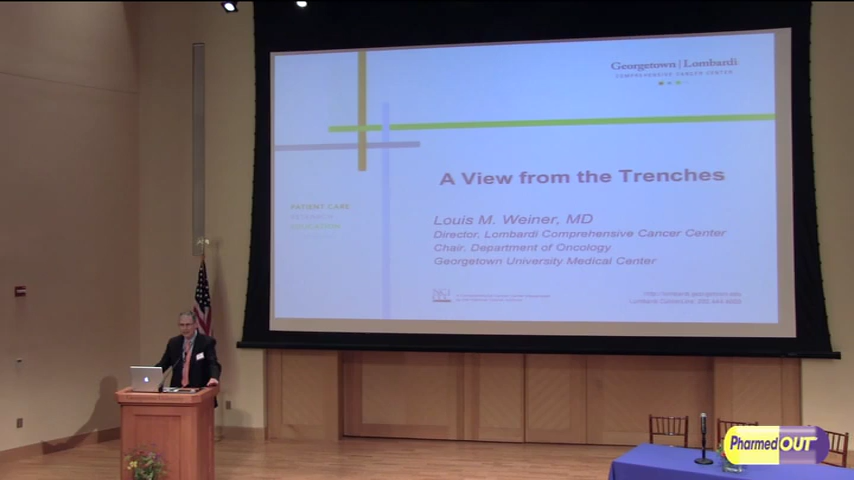 Georgetown | Lombardi
COMPREHENSIVE CANCER CENTER
A View from the Trenches
PATIENT CARE
RESEARCH
EDUCATION
Louis M. Weiner, MD
Director, Lombardi Comprehensive Cancer Center
Chair, Department of Oncology
Georgetown University Medical Center
PharmedOUT